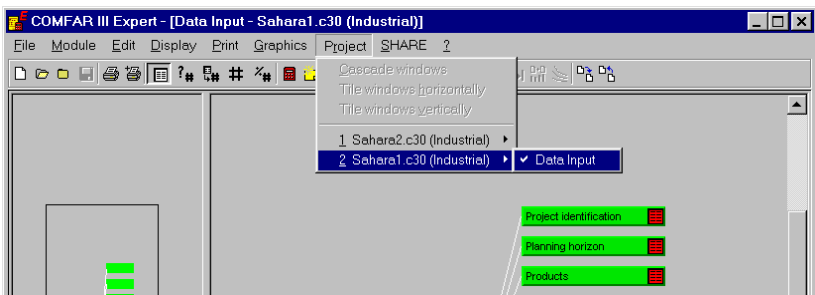 COMFAR III Expert - [Data Input - Sahara1.c30 (Industrial)]
File Module Edit Display Print Graphics Project SHARE ?
Cascade windows
Tile windows horizontally
Tile windows vertically
1 Sahara2.c30 (Industrial)
2 Sahara1.c30 (Industrial) Data Input
Project identification
Planning horizon
Products